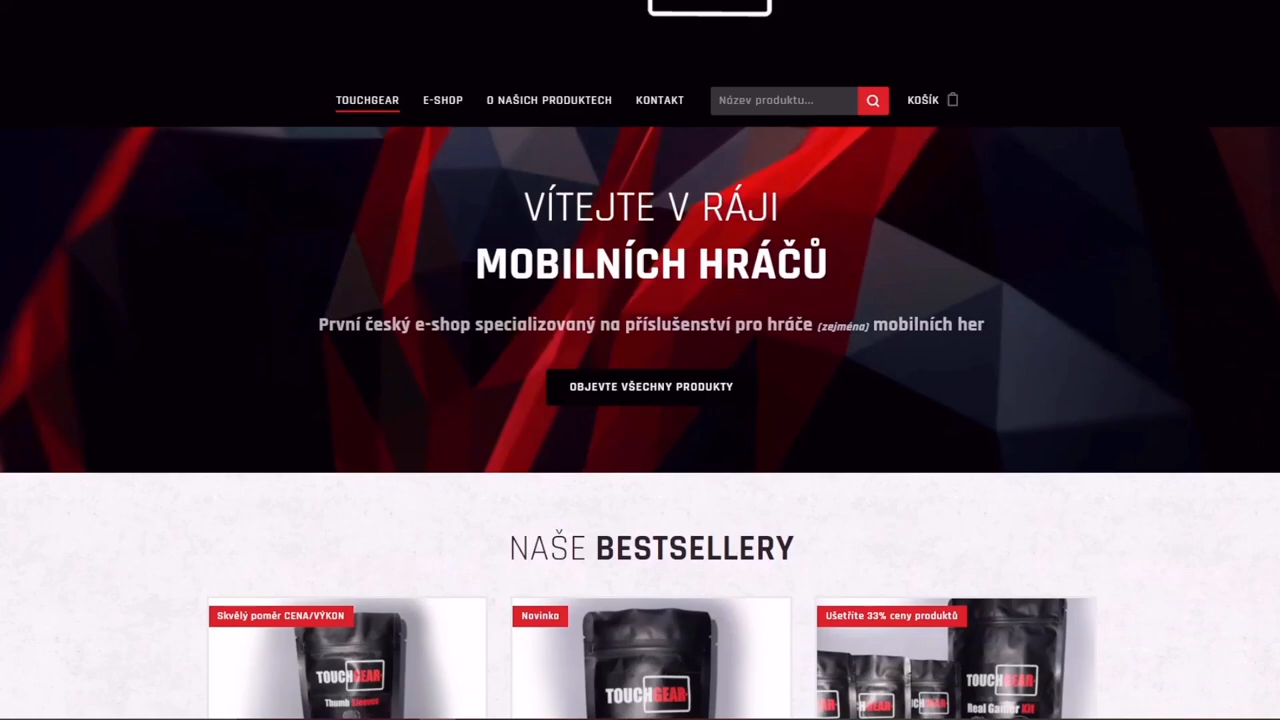 TOUCHGEAR E-SHOP O NAŠICH PRODUKTECH KONTAKT Název produktu... KOŠÍK
VÍTEJTE V RÁJI
MOBILNÍCH HRÁČŮ
První český e-shop specializovaný na příslušenství pro hráče (zejména) mobilních her
OBJEVTE VŠECHNY PRODUKTY
NAŠE BESTSELLERY
Skvělý poměr CENA/VÝKON
Novinka
Ušetříte 33% ceny produktů
TOUCHGEAR
Thumb Sleeves
TOUCHGEAR
TOUCHGEAR
Real Gamer Kit